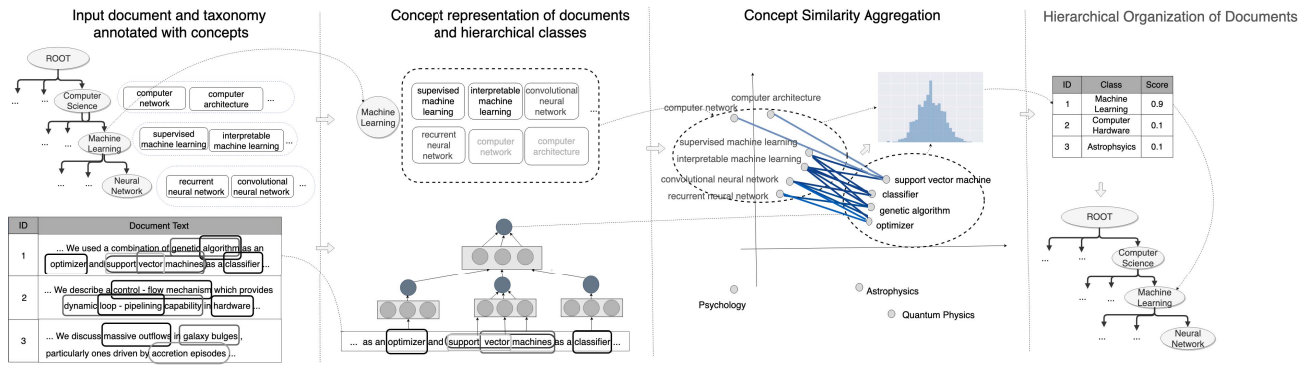 Input document and taxonomy
annotated with concepts
Concept representation of documents
and hierarchical classes
Concept Similarity Aggregation
Hierarchical Organization of Documents
ROOT
...
...
Computer
Science
computer
network
computer
architecture
...
...
...
Machine
Learning
supervised
machine learning
interpretable
machine learning
...
...
...
Neural
Network
recurrent
neural network
convolutional
neural network
...
ID
Document Text
1
... We used a combination of genetic algorithm as an
optimizer and support vector machines as a classifier ...
2
... We describe a control - flow mechanism which provides
dynamic loop - pipelining capability in hardware ...
3
... We discuss massive outflows in galaxy bulges ,
particularly ones driven by accretion episodes ...
Machine
Learning
supervised
machine
learning
interpretable
machine
learning
convolutional
neural
network
...
recurrent
neural
network
computer
network
computer
architecture
... as an optimizer and support vector machines as a classifier ...
computer architecture
computer network
supervised machine learning
interpretable machine learning
convolutional neural network
recurrent neural network
support vector machine
classifier
genetic algorithm
optimizer
Psychology
Astrophysics
Quantum Physics
ID
Class
Score
1
Machine
Learning
0.9
2
Computer
Hardware
0.1
3
Astrophsyics
0.1
ROOT
...
...
Computer
Science
...
...
Machine
Learning
...
...
Neural
Network